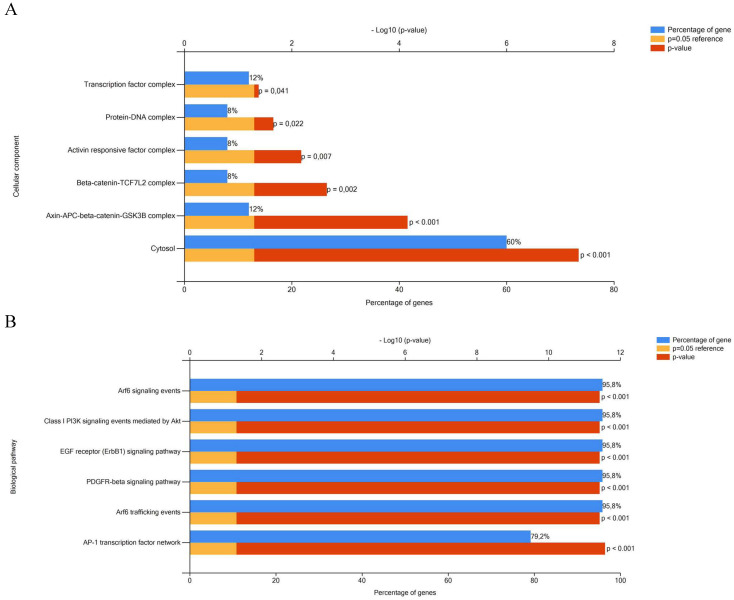 A
- Log10 (p-value)
0 2 4 6 8
Percentage of gene
p=0.05 reference
p-value
Cellular component
Transcription factor complex
12%
p = 0,041
Protein-DNA complex
8%
p = 0,022
Activin responsive factor complex
8%
p = 0,007
Beta-catenin-TCF7L2 complex
8%
p = 0,002
Axin-APC-beta-catenin-GSK3B complex
12%
p < 0.001
Cytosol
60%
p < 0.001
0 20 40 60 80
Percentage of genes
B
- Log10 (p-value)
0 2 4 6 8 10 12
Percentage of gene
p=0.05 reference
p-value
Biological pathway
Arf6 signaling events
95,8%
p < 0.001
Class I PI3K signaling events mediated by Akt
95,8%
p < 0.001
EGF receptor (ErbB1) signaling pathway
95,8%
p < 0.001
PDGFR-beta signaling pathway
95,8%
p < 0.001
Arf6 trafficking events
95,8%
p < 0.001
AP-1 transcription factor network
79,2%
p < 0.001
0 20 40 60 80 100
Percentage of genes